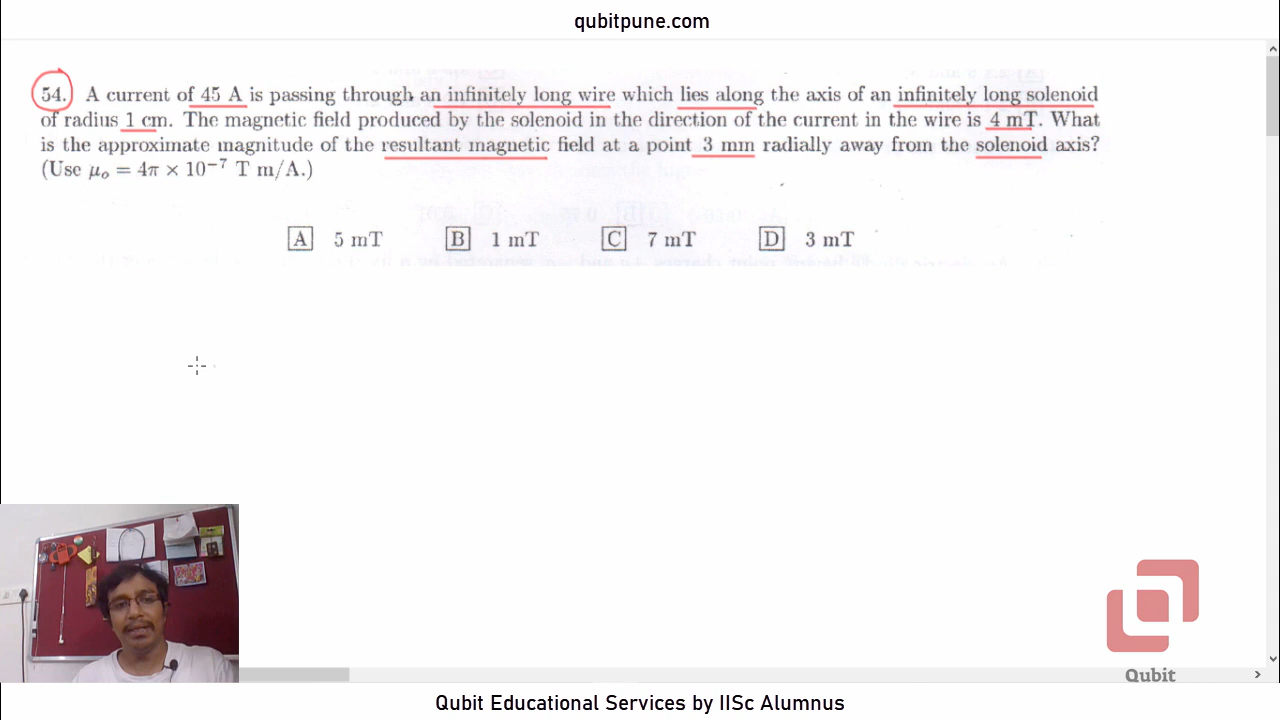 qubitpune.com
54. A current of 45 A is passing through an infinitely long wire which lies along the axis of an infinitely long solenoid
of radius 1 cm. The magnetic field produced by the solenoid in the direction of the current in the wire is 4 mT. What
is the approximate magnitude of the resultant magnetic field at a point 3 mm radially away from the solenoid axis?
(Use μₒ = 4π × 10⁻⁷ T m/A.)
A 5 mT B 1 mT C 7 mT D 3 mT
Qubit
Qubit Educational Services by IISc Alumnus